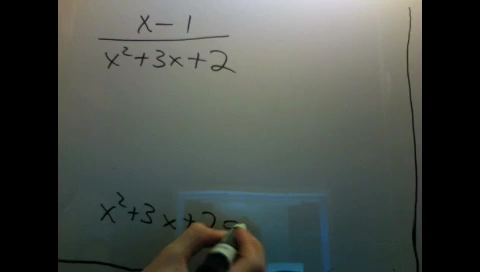 x - 1
x² + 3x + 2
x² + 3x + 2 =